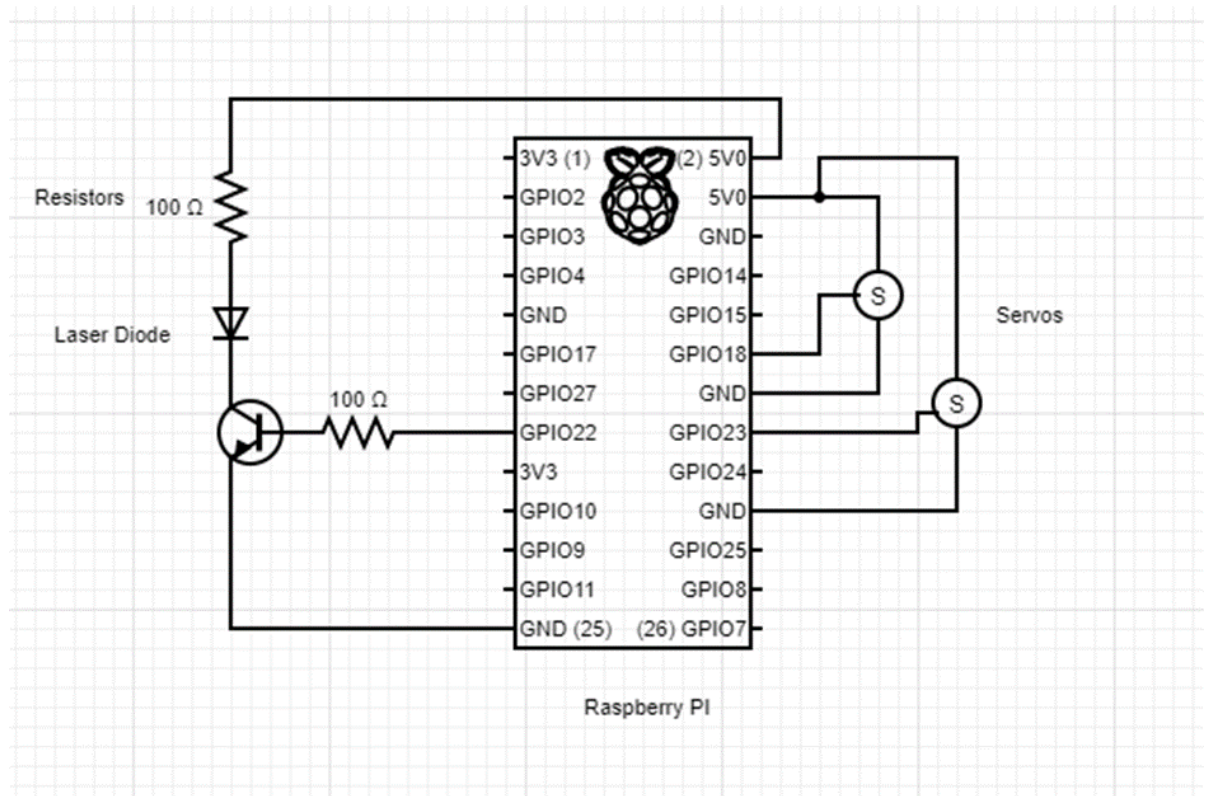 3V3 (1) (2) 5V0
Resistors 100 Ω GPIO2 5V0
GPIO3 GND
GPIO4 GPIO14
S
Laser Diode GND GPIO15 Servos
GPIO17 GPIO18
100 Ω GPIO27 GND
S
GPIO22 GPIO23
3V3 GPIO24
GPIO10 GND
GPIO9 GPIO25
GPIO11 GPIO8
GND (25) (26) GPIO7
Raspberry PI